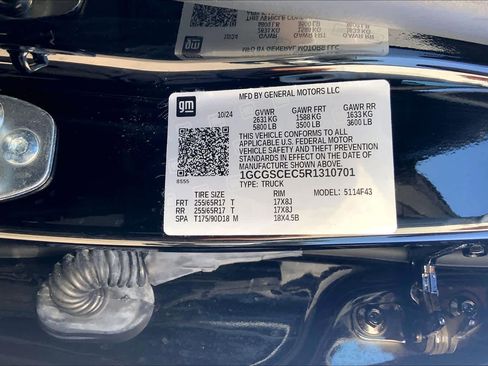 gm
MFD BY GENERAL MOTORS LLC
10/24 GVWR GAWR FRT GAWR RR
2631 KG 1588 KG 1633 KG
5800 LB 3500 LB 3600 LB
THIS VEHICLE CONFORMS TO ALL
APPLICABLE U.S. FEDERAL MOTOR
VEHICLE SAFETY AND THEFT PREVENTION
STANDARDS IN EFFECT ON THE DATE OF
MANUFACTURE SHOWN ABOVE.
8555 1GCGSCEC5R1310701
TYPE: TRUCK
TIRE SIZE RIM MODEL: 5114F43
FRT 255/65R17 T 17X8J
RR 255/65R17 T 17X8J
SPA T175/90D18 M 18X4.5B